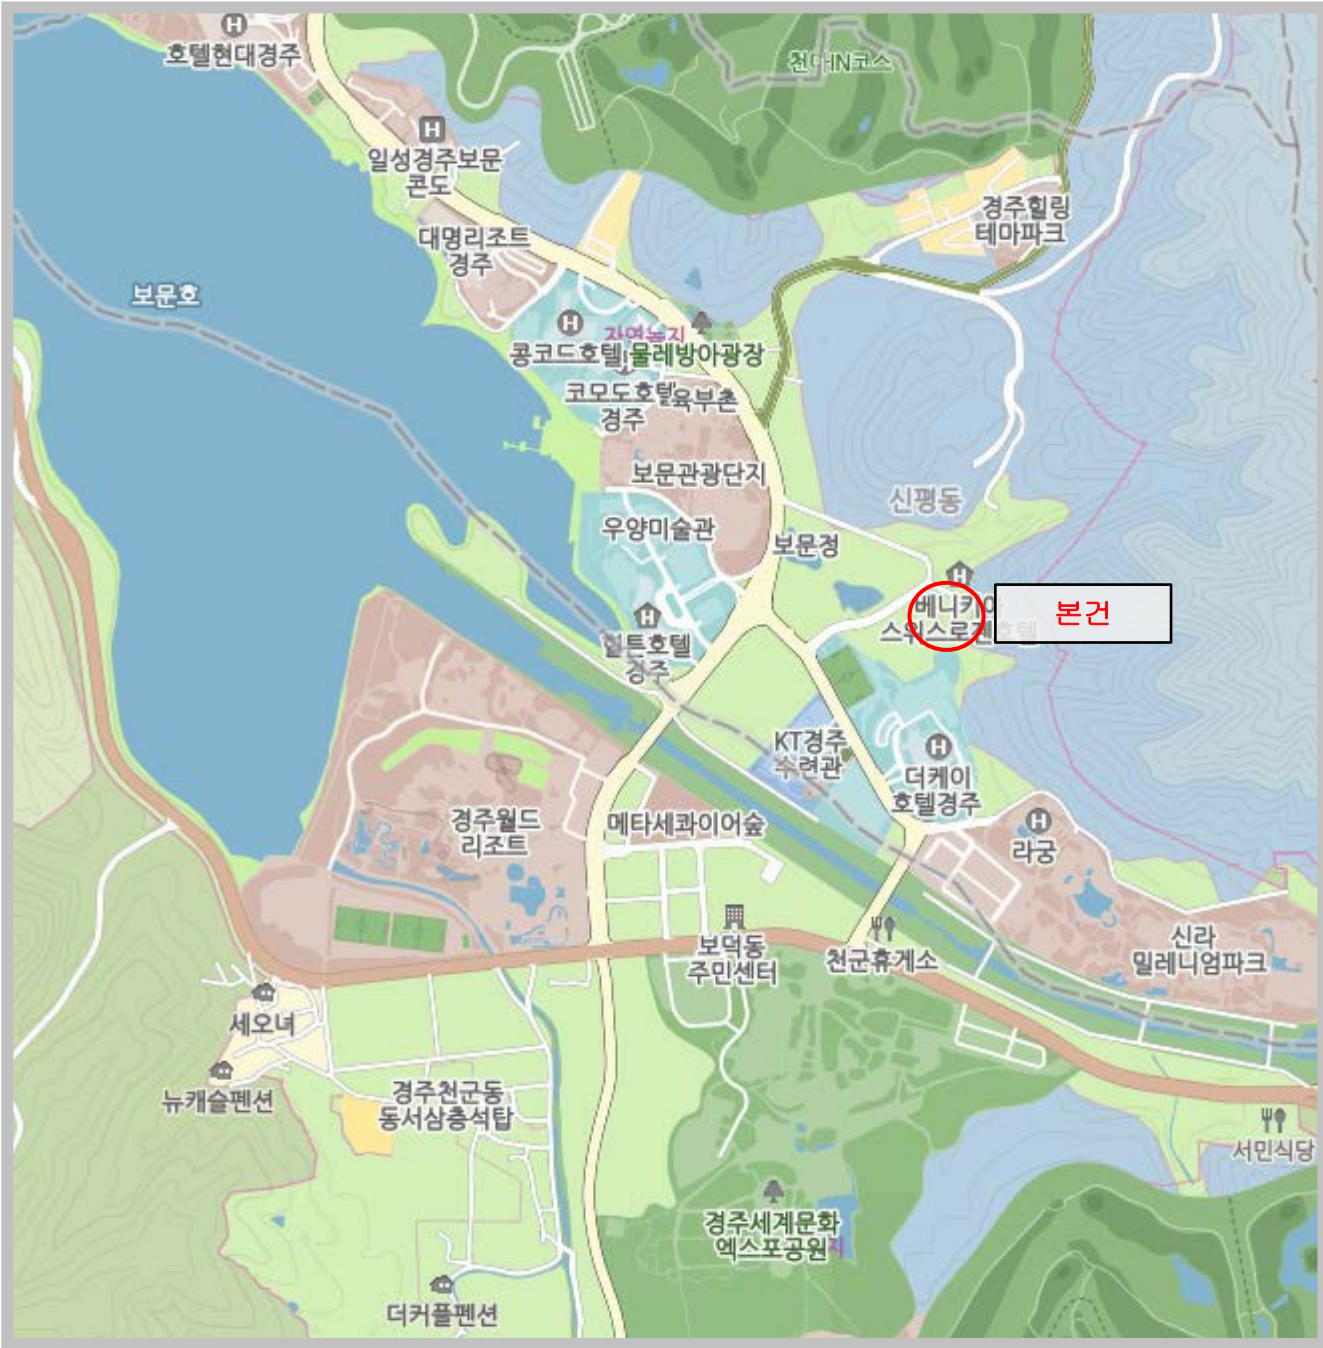 호텔현대경주
일성경주보문
콘도
대명리조트
경주
보문호
경주힐링
테마파크
자연녹지
콩코드호텔
물레방아광장
코모도호텔
경주
육부촌
보문관광단지
신평동
우양미술관
보문정
베니키아
스위스로젠호텔
본건
힐튼호텔
경주
KT경주
수련관
더케이
호텔경주
경주월드
리조트
메타세콰이어숲
라궁
보덕동
주민센터
천군휴게소
신라
밀레니엄파크
세오녀
뉴캐슬펜션
경주천군동
동서삼층석탑
서민식당
경주세계문화
엑스포공원
지
더커플펜션